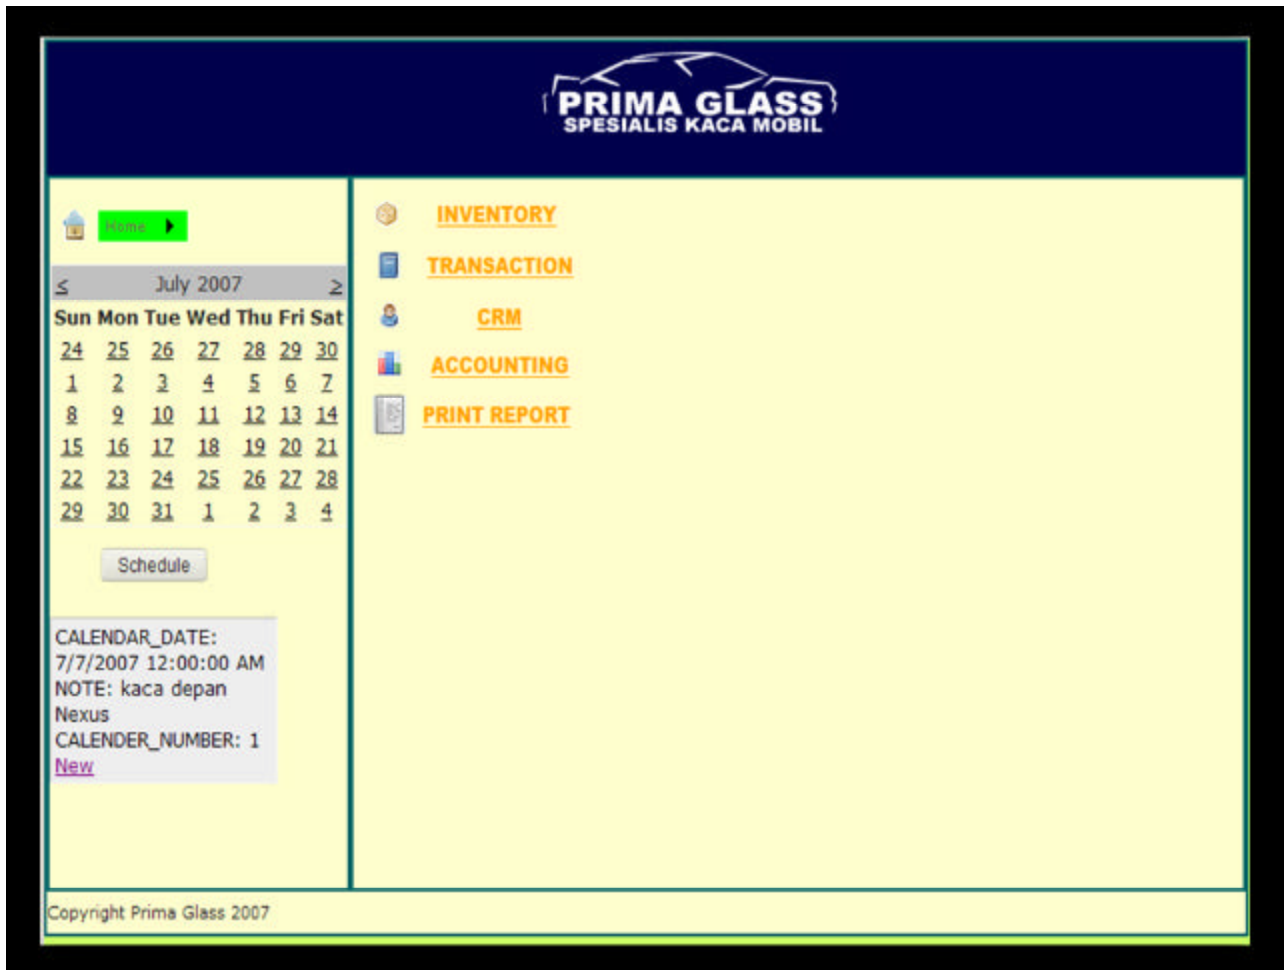 PRIMA GLASS
SPESIALIS KACA MOBIL
Home
< July 2007 >
Sun Mon Tue Wed Thu Fri Sat
24 25 26 27 28 29 30
1 2 3 4 5 6 7
8 9 10 11 12 13 14
15 16 17 18 19 20 21
22 23 24 25 26 27 28
29 30 31 1 2 3 4
Schedule
CALENDAR_DATE:
7/7/2007 12:00:00 AM
NOTE: kaca depan
Nexus
CALENDER_NUMBER: 1
New
INVENTORY
TRANSACTION
CRM
ACCOUNTING
PRINT REPORT
Copyright Prima Glass 2007